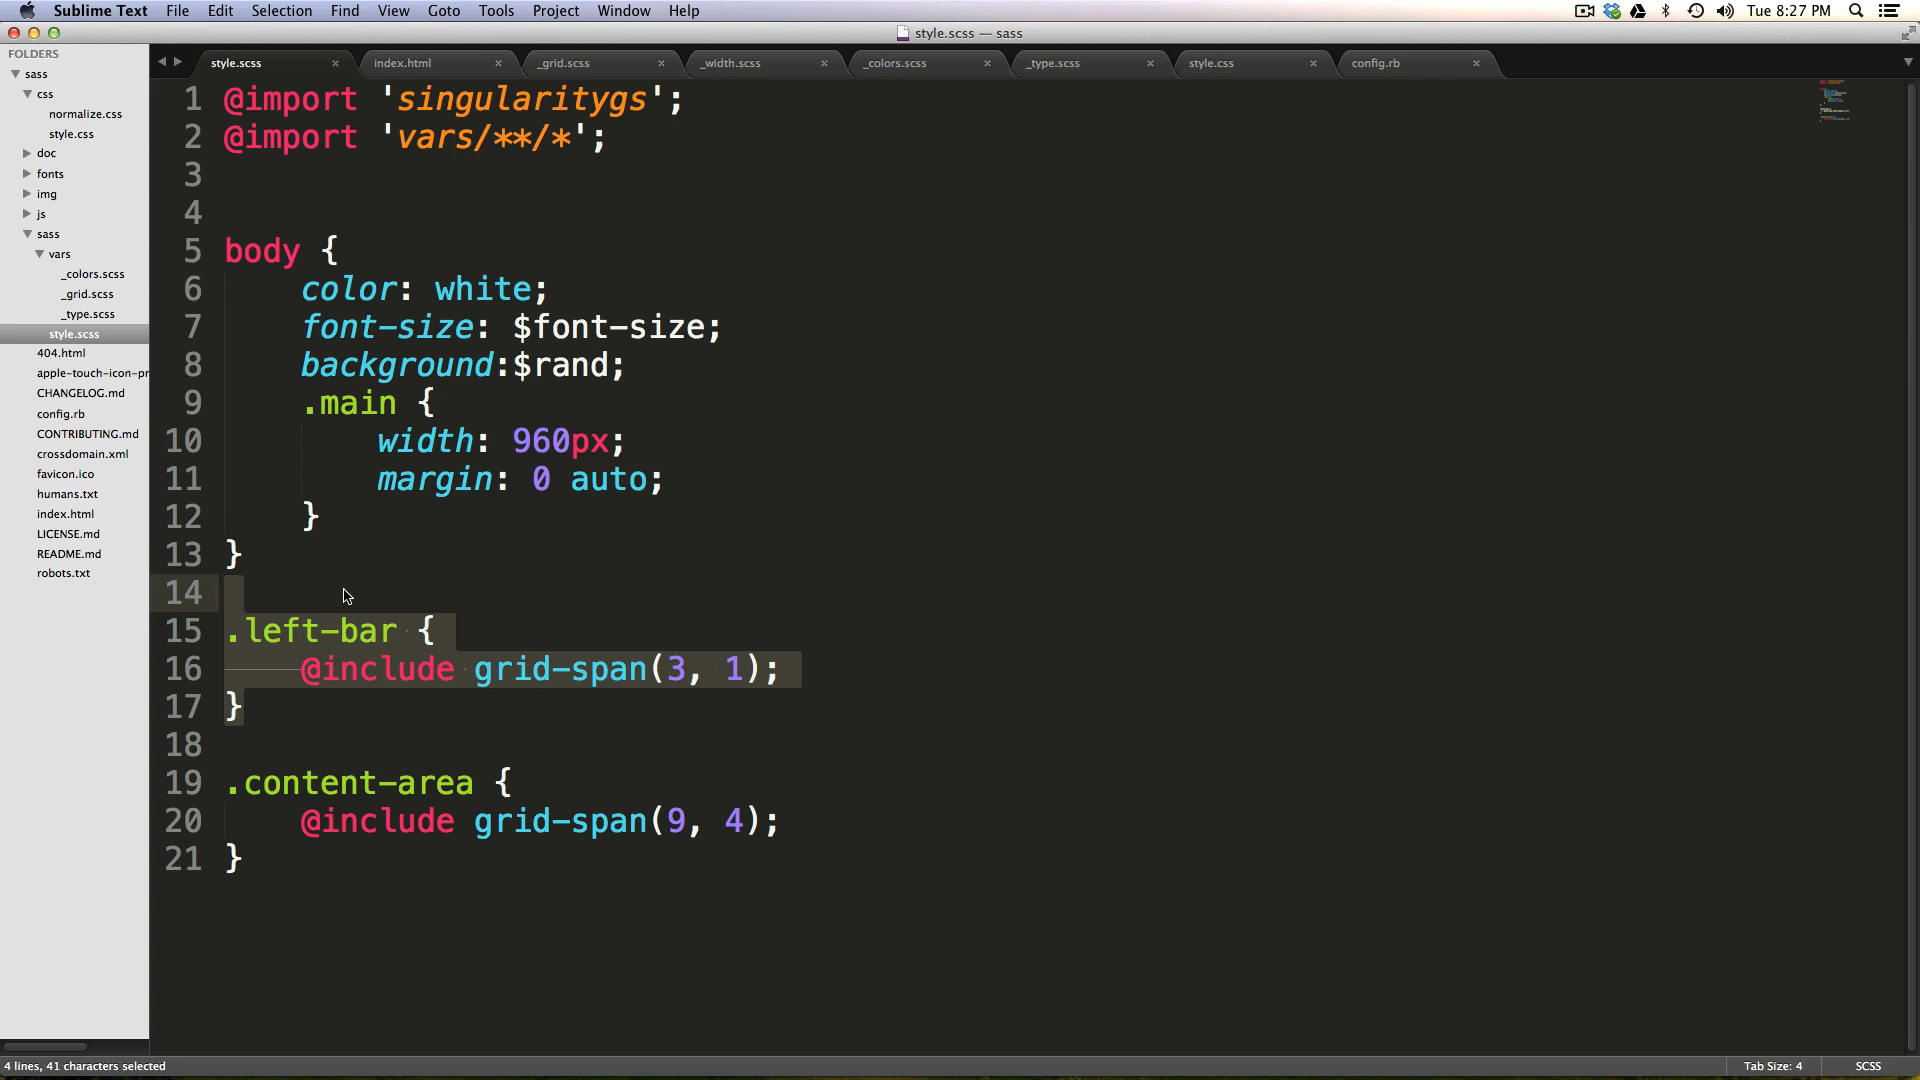 Sublime Text File Edit Selection Find View Goto Tools Project Window Help Tue 8:27 PM
style.scss — sass
FOLDERS
sass
css
normalize.css
style.css
doc
fonts
img
js
sass
vars
_colors.scss
_grid.scss
_type.scss
style.scss
404.html
apple-touch-icon-pr
CHANGELOG.md
config.rb
CONTRIBUTING.md
crossdomain.xml
favicon.ico
humans.txt
index.html
LICENSE.md
README.md
robots.txt
style.scss index.html _grid.scss _width.scss _colors.scss _type.scss style.css config.rb
1 @import 'singularitygs';
2 @import 'vars/**/*';
3
4
5 body {
6 color: white;
7 font-size: $font-size;
8 background:$rand;
9 .main {
10 width: 960px;
11 margin: 0 auto;
12 }
13 }
14
15 .left-bar {
16 @include grid-span(3, 1);
17 }
18
19 .content-area {
20 @include grid-span(9, 4);
21 }
4 lines, 41 characters selected Tab Size: 4 SCSS